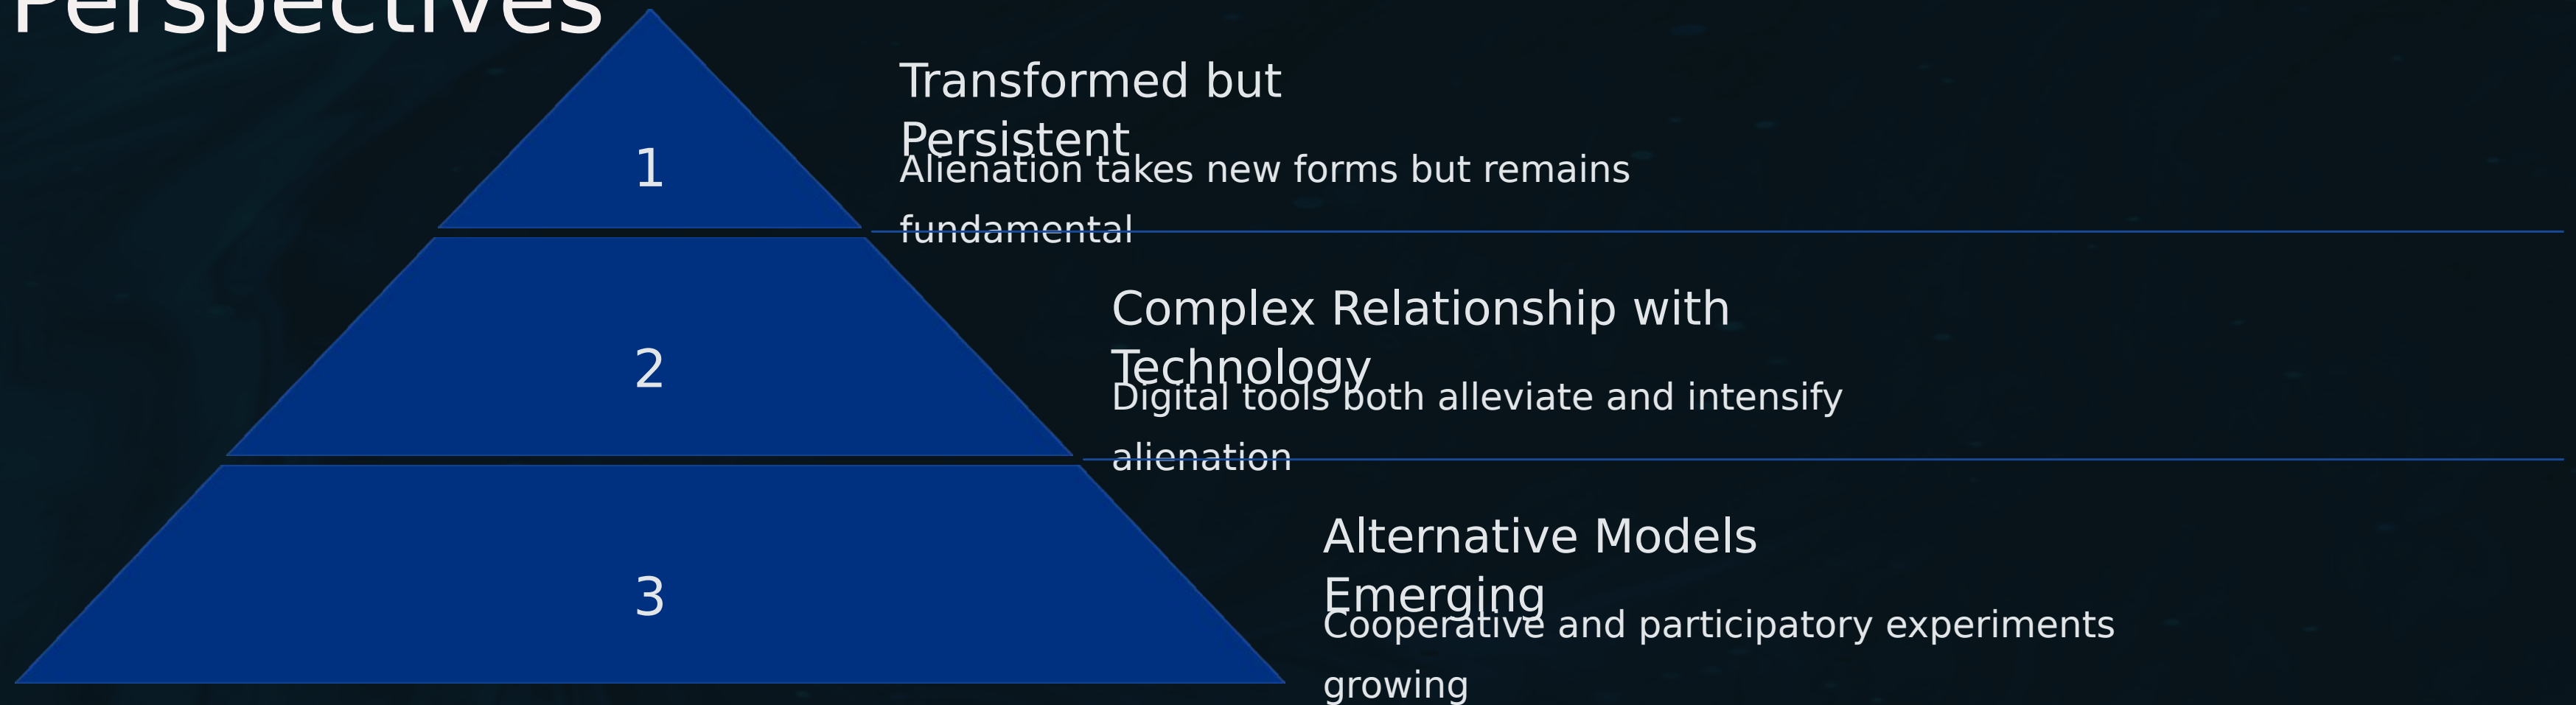 Perspectives
1
Transformed but
Persistent
Alienation takes new forms but remains
fundamental
2
Complex Relationship with
Technology
Digital tools both alleviate and intensify
alienation
3
Alternative Models
Emerging
Cooperative and participatory experiments
growing